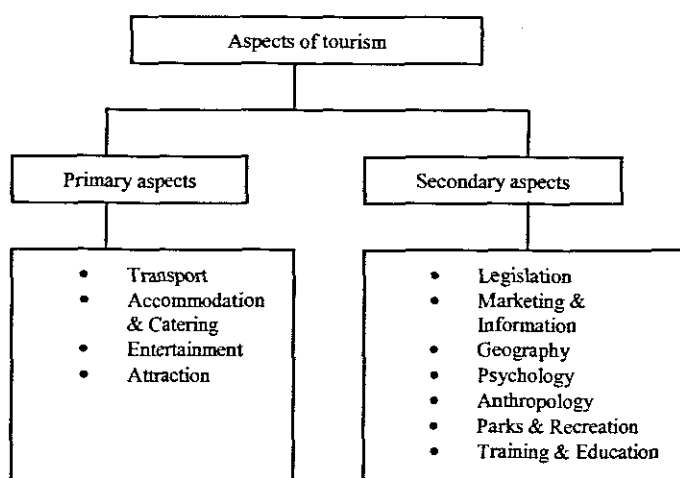 Aspects of tourism
Primary aspects
Secondary aspects
• Transport
• Accommodation
& Catering
• Entertainment
• Attraction
• Legislation
• Marketing &
Information
• Geography
• Psychology
• Anthropology
• Parks & Recreation
• Training & Education